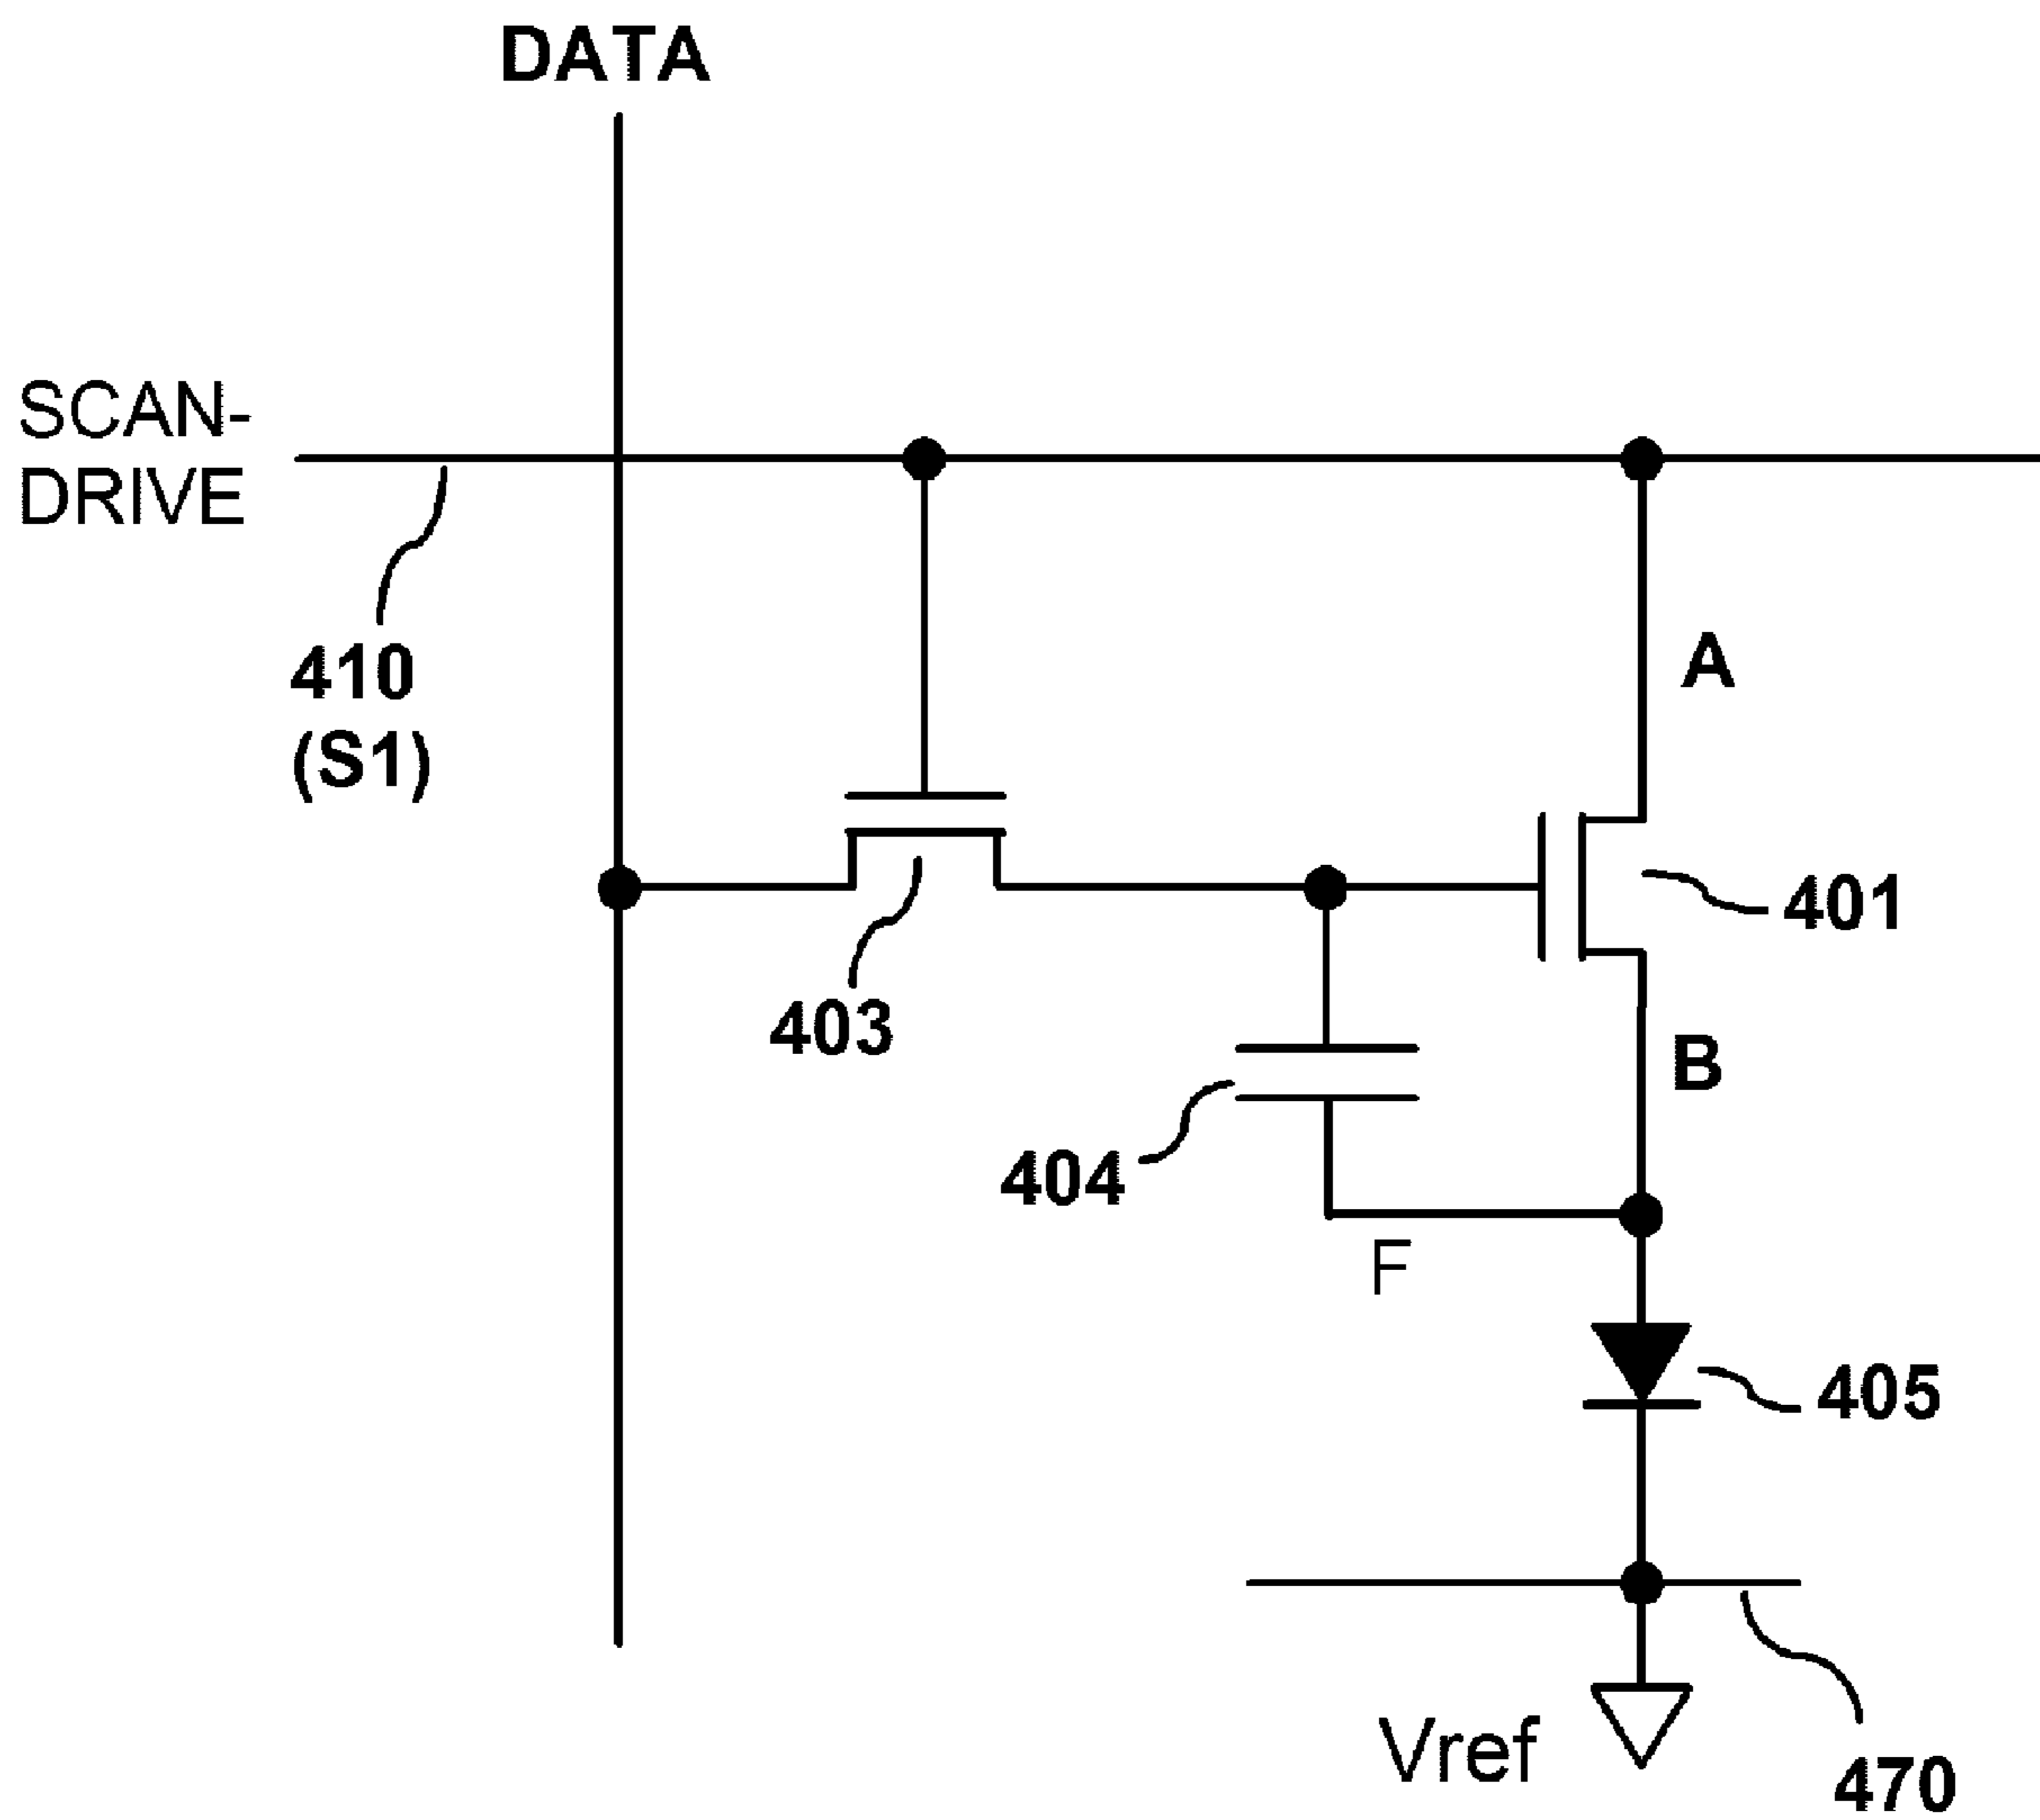 DATA
SCAN-
DRIVE
410
(S1)
A
401
403
B
404
F
405
Vref
470